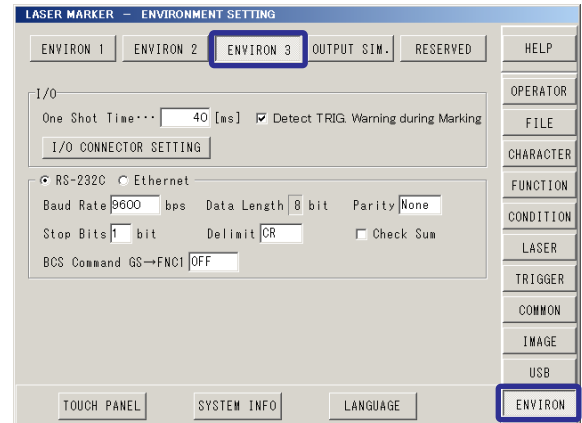 LASER MARKER － ENVIRONMENT SETTING
ENVIRON 1 ENVIRON 2 ENVIRON 3 OUTPUT SIM. RESERVED HELP
I/O
One Shot Time･･･ 40 [ms] Detect TRIG. Warning during Marking
I/O CONNECTOR SETTING
RS-232C Ethernet
Baud Rate 9600 bps Data Length 8 bit Parity None
Stop Bits 1 bit Delimit CR Check Sum
BCS Command GS→FNC1 OFF
OPERATOR
FILE
CHARACTER
FUNCTION
CONDITION
LASER
TRIGGER
COMMON
IMAGE
USB
TOUCH PANEL SYSTEM INFO LANGUAGE ENVIRON